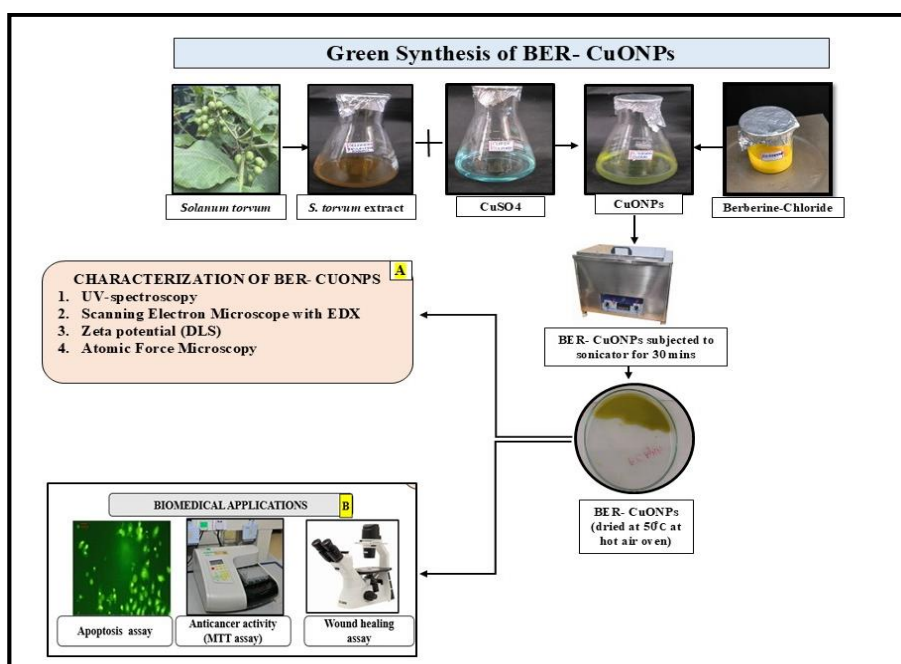 Green Synthesis of BER- CuONPs
Solanum torvum
S. torvum extract
CuSO4
CuONPs
Berberine-Chloride
BER- CuONPs subjected to
sonicator for 30 mins
A
CHARACTERIZATION OF BER- CUONPS
1. UV-spectroscopy
2. Scanning Electron Microscope with EDX
3. Zeta potential (DLS)
4. Atomic Force Microscopy
BER- CuONPs
(dried at 50℃ at
hot air oven)
BIOMEDICAL APPLICATIONS
B
Apoptosis assay
Anticancer activity
(MTT assay)
Wound healing
assay